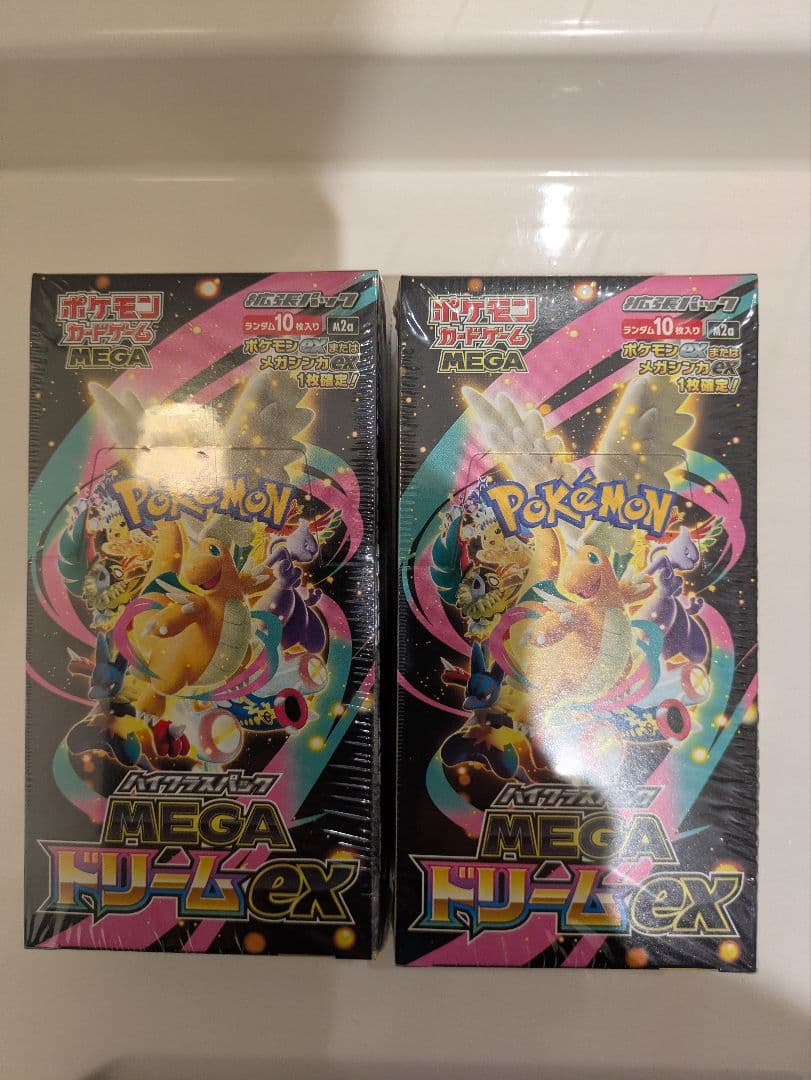 ポケモン
カードゲーム
MEGA
拡張パック
ランダム10枚入り
M2a
ポケモンexまたは
メガシンカex
1枚確定!
POKéMON
ハイクラスパック
MEGA
ドリームex
ポケモン
カードゲーム
MEGA
拡張パック
ランダム10枚入り
M2a
ポケモンexまたは
メガシンカex
1枚確定!
POKéMON
ハイクラスパック
MEGA
ドリームex